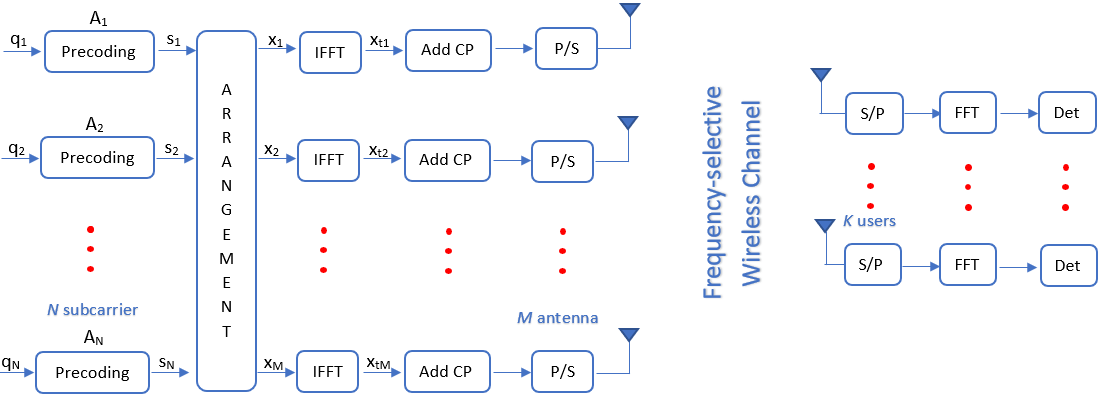 A1
q1 Precoding s1 x1 IFFT xt1 Add CP P/S
A2
q2 Precoding s2 x2 IFFT xt2 Add CP P/S
AN
qN Precoding sN xM IFFT xtM Add CP P/S
ARRANGEMENT
N subcarrier
M antenna
Frequency-selective
Wireless Channel
S/P FFT Det
K users
S/P FFT Det